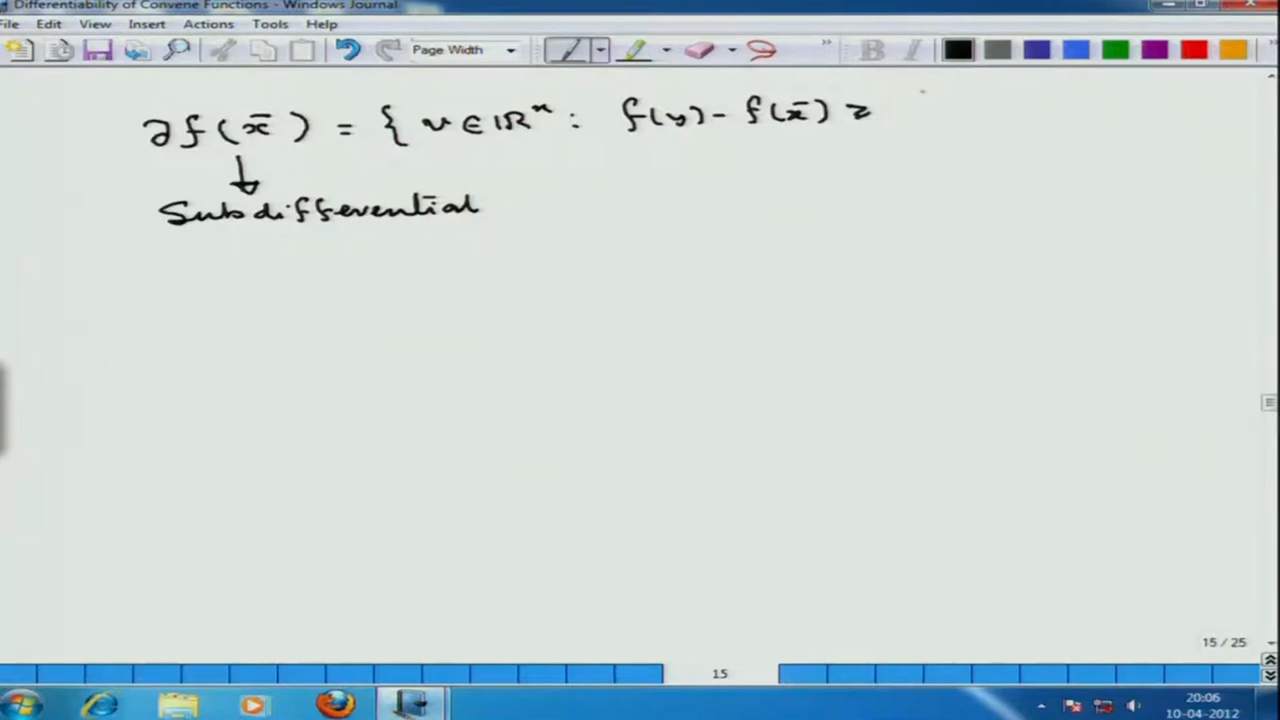 Differentiability of Convene Functions - Windows Journal
File Edit View Insert Actions Tools Help
Page Width
B I
∂f(x̄) = { v ∈ ℝⁿ : f(y) - f(x̄) ≥
↓
Subdifferential
15 / 25
15
20:06
10-04-2012